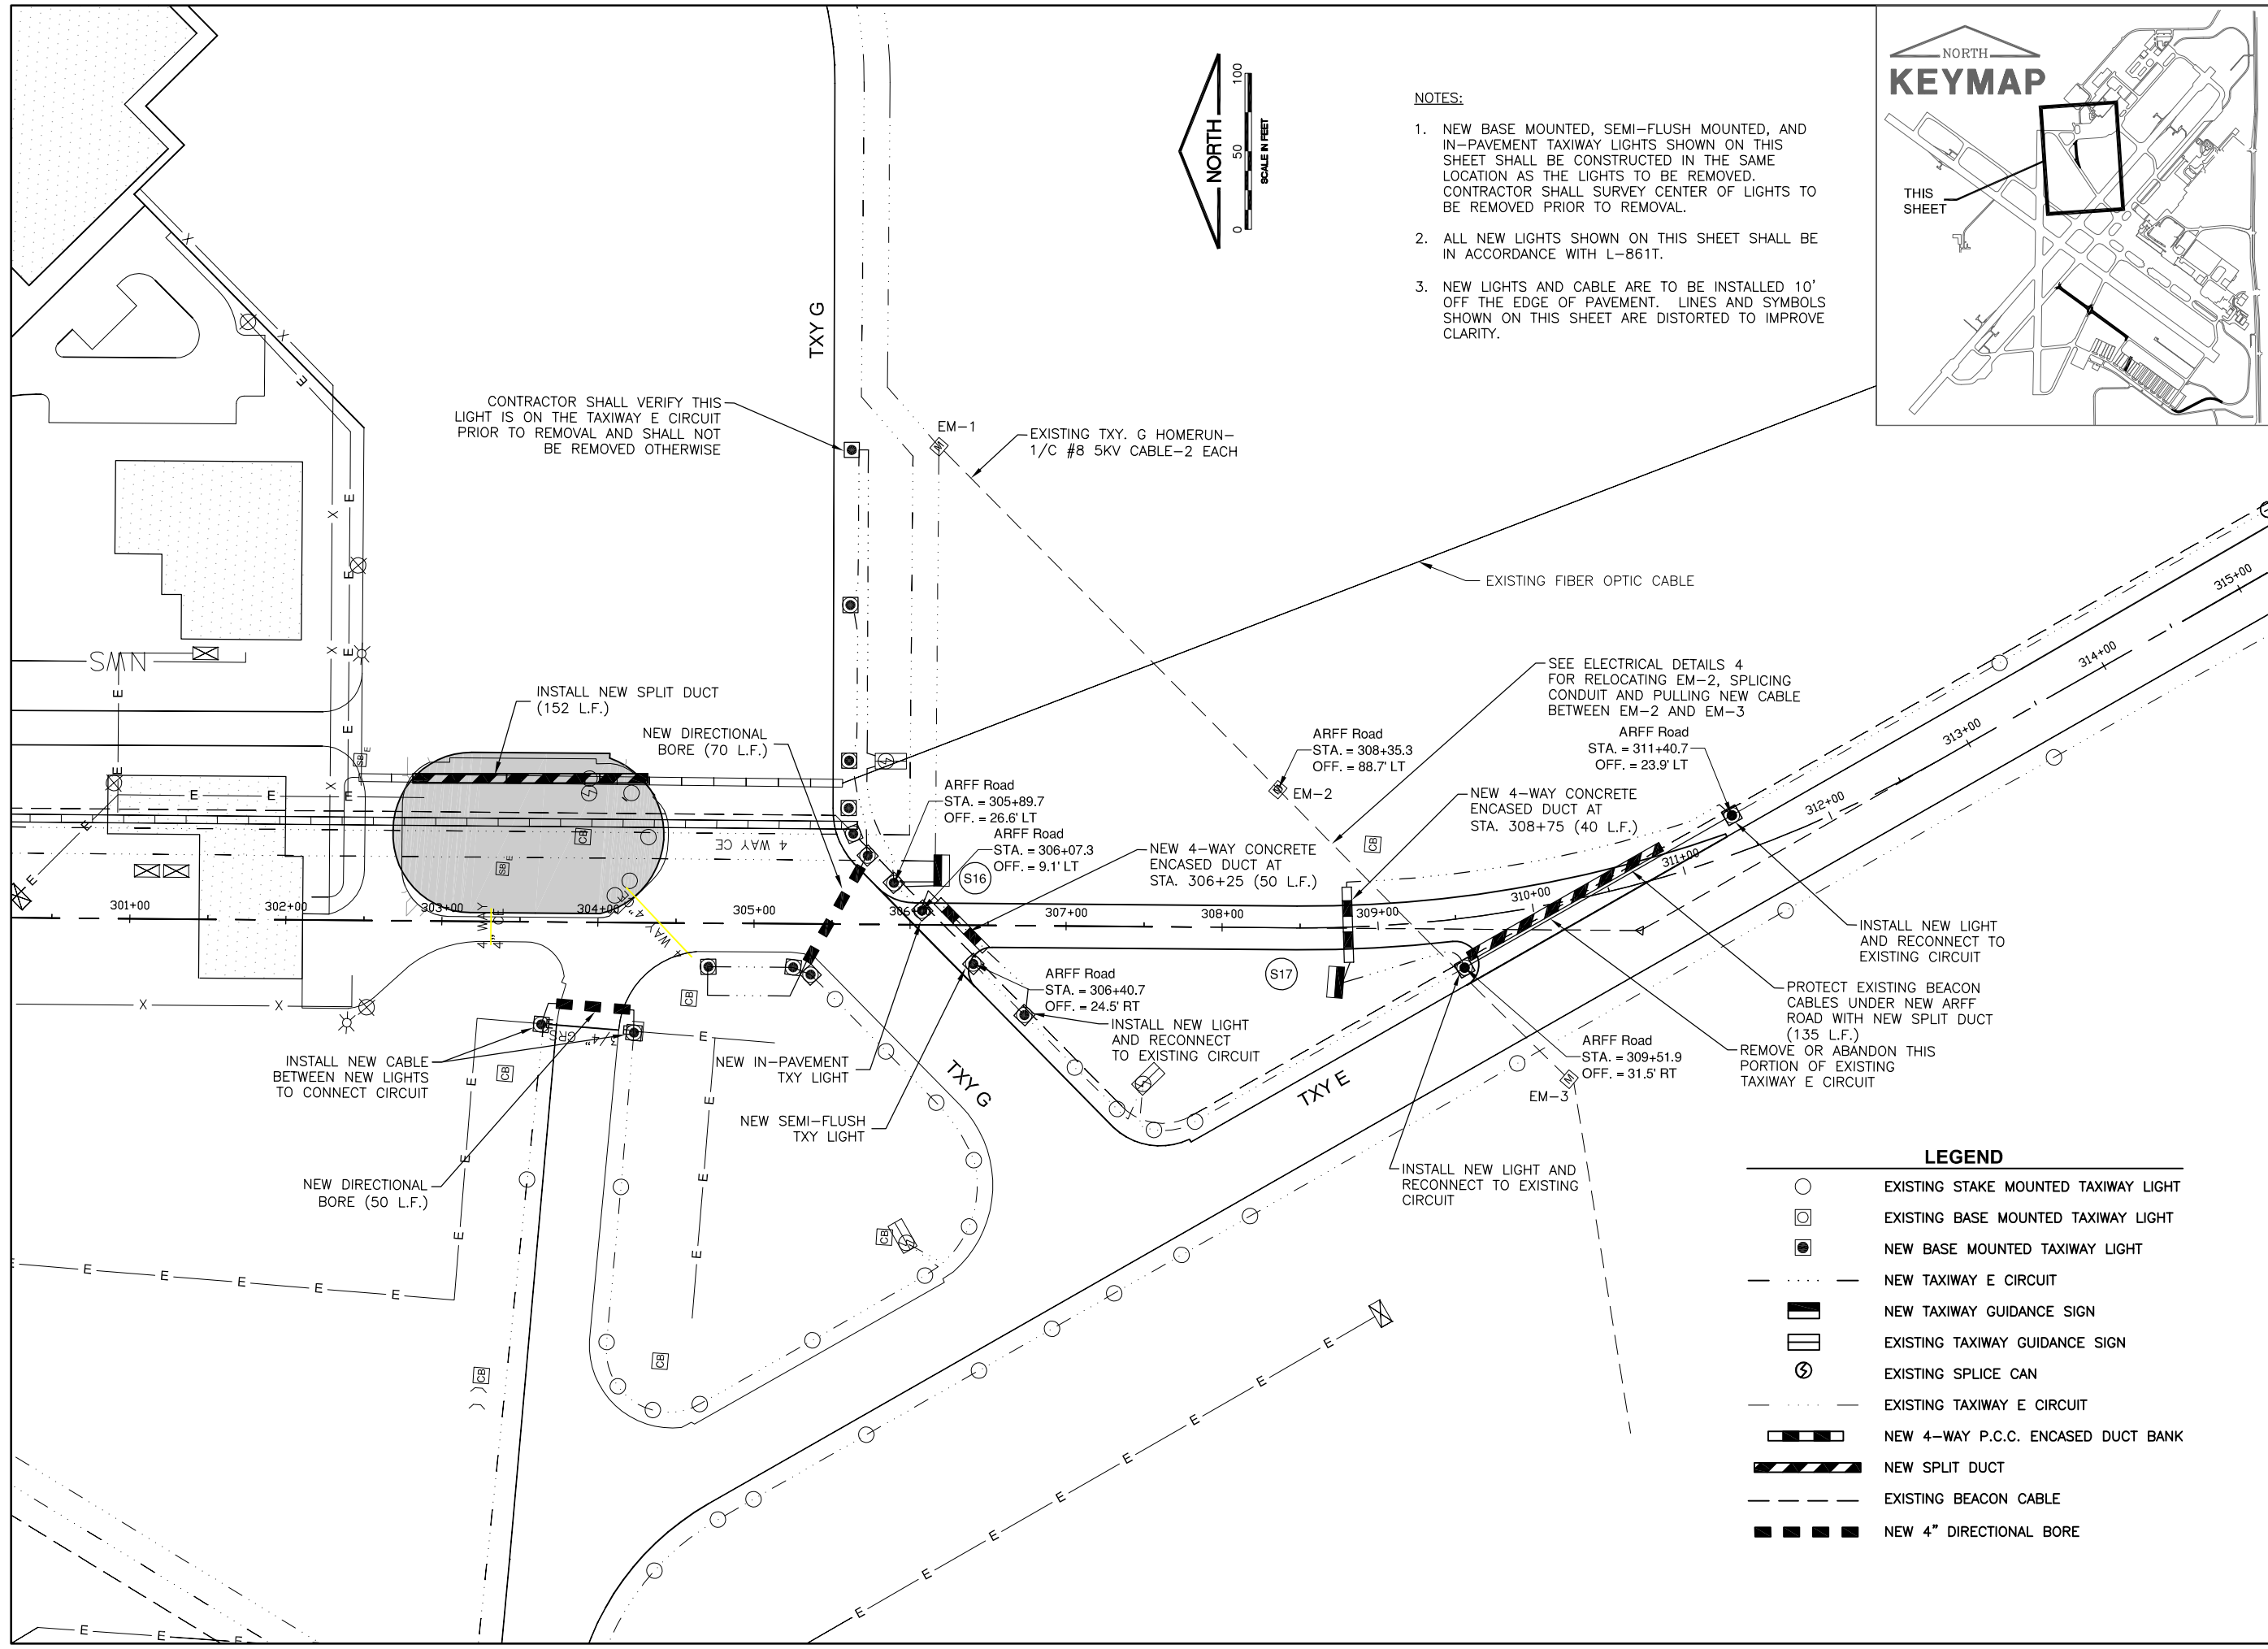 NORTH
KEYMAP
THIS
SHEET
NORTH
0 50 100
SCALE IN FEET
NOTES:
1. NEW BASE MOUNTED, SEMI-FLUSH MOUNTED, AND
IN-PAVEMENT TAXIWAY LIGHTS SHOWN ON THIS
SHEET SHALL BE CONSTRUCTED IN THE SAME
LOCATION AS THE LIGHTS TO BE REMOVED.
CONTRACTOR SHALL SURVEY CENTER OF LIGHTS TO
BE REMOVED PRIOR TO REMOVAL.
2. ALL NEW LIGHTS SHOWN ON THIS SHEET SHALL BE
IN ACCORDANCE WITH L-861T.
3. NEW LIGHTS AND CABLE ARE TO BE INSTALLED 10'
OFF THE EDGE OF PAVEMENT. LINES AND SYMBOLS
SHOWN ON THIS SHEET ARE DISTORTED TO IMPROVE
CLARITY.
TXY G
CONTRACTOR SHALL VERIFY THIS
LIGHT IS ON THE TAXIWAY E CIRCUIT
PRIOR TO REMOVAL AND SHALL NOT
BE REMOVED OTHERWISE
EM-1
EXISTING TXY. G HOMERUN-
1/C #8 5KV CABLE-2 EACH
EXISTING FIBER OPTIC CABLE
SEE ELECTRICAL DETAILS 4
FOR RELOCATING EM-2, SPLICING
CONDUIT AND PULLING NEW CABLE
BETWEEN EM-2 AND EM-3
INSTALL NEW SPLIT DUCT
(152 L.F.)
NEW DIRECTIONAL
BORE (70 L.F.)
ARFF Road
STA. = 305+89.7
OFF. = 26.6' LT
ARFF Road
STA. = 306+07.3
OFF. = 9.1' LT
ARFF Road
STA. = 308+35.3
OFF. = 88.7' LT
EM-2
ARFF Road
STA. = 311+40.7
OFF. = 23.9' LT
NEW 4-WAY CONCRETE
ENCASED DUCT AT
STA. 308+75 (40 L.F.)
NEW 4-WAY CONCRETE
ENCASED DUCT AT
STA. 306+25 (50 L.F.)
NWS
4 WAY CE
S16
S17
301+00
302+00
303+00
304+00
305+00
306+00
307+00
308+00
309+00
310+00
311+00
312+00
313+00
314+00
315+00
4 WAY
4" CE
4 WAY
ARFF Road
STA. = 306+40.7
OFF. = 24.5' RT
INSTALL NEW LIGHT
AND RECONNECT
TO EXISTING CIRCUIT
NEW IN-PAVEMENT
TXY LIGHT
NEW SEMI-FLUSH
TXY LIGHT
INSTALL NEW CABLE
BETWEEN NEW LIGHTS
TO CONNECT CIRCUIT
3/4" GRS
NEW DIRECTIONAL
BORE (50 L.F.)
TXY G
TXY E
INSTALL NEW LIGHT
AND RECONNECT TO
EXISTING CIRCUIT
PROTECT EXISTING BEACON
CABLES UNDER NEW ARFF
ROAD WITH NEW SPLIT DUCT
(135 L.F.)
REMOVE OR ABANDON THIS
PORTION OF EXISTING
TAXIWAY E CIRCUIT
ARFF Road
STA. = 309+51.9
OFF. = 31.5' RT
EM-3
INSTALL NEW LIGHT AND
RECONNECT TO EXISTING
CIRCUIT
LEGEND
EXISTING STAKE MOUNTED TAXIWAY LIGHT
EXISTING BASE MOUNTED TAXIWAY LIGHT
NEW BASE MOUNTED TAXIWAY LIGHT
NEW TAXIWAY E CIRCUIT
NEW TAXIWAY GUIDANCE SIGN
EXISTING TAXIWAY GUIDANCE SIGN
EXISTING SPLICE CAN
EXISTING TAXIWAY E CIRCUIT
NEW 4-WAY P.C.C. ENCASED DUCT BANK
NEW SPLIT DUCT
EXISTING BEACON CABLE
NEW 4" DIRECTIONAL BORE